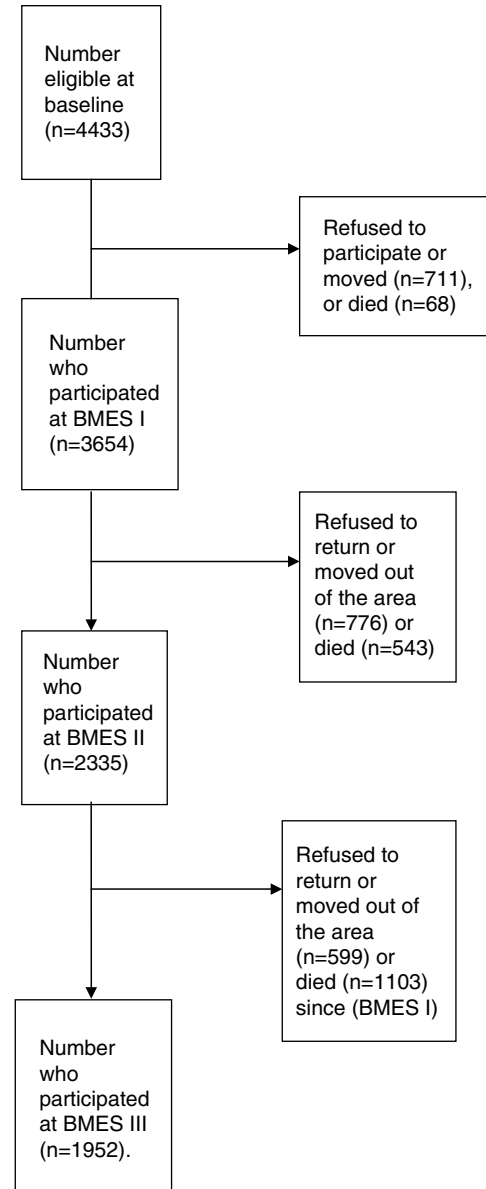 Number
eligible at
baseline
(n=4433)
Refused to
participate or
moved (n=711),
or died (n=68)
Number
who
participated
at BMES I
(n=3654)
Refused to
return or
moved out
of the area
(n=776) or
died (n=543)
Number
who
participated
at BMES II
(n=2335)
Refused to
return or
moved out of
the area
(n=599) or
died (n=1103)
since (BMES I)
Number
who
participated
at BMES III
(n=1952).